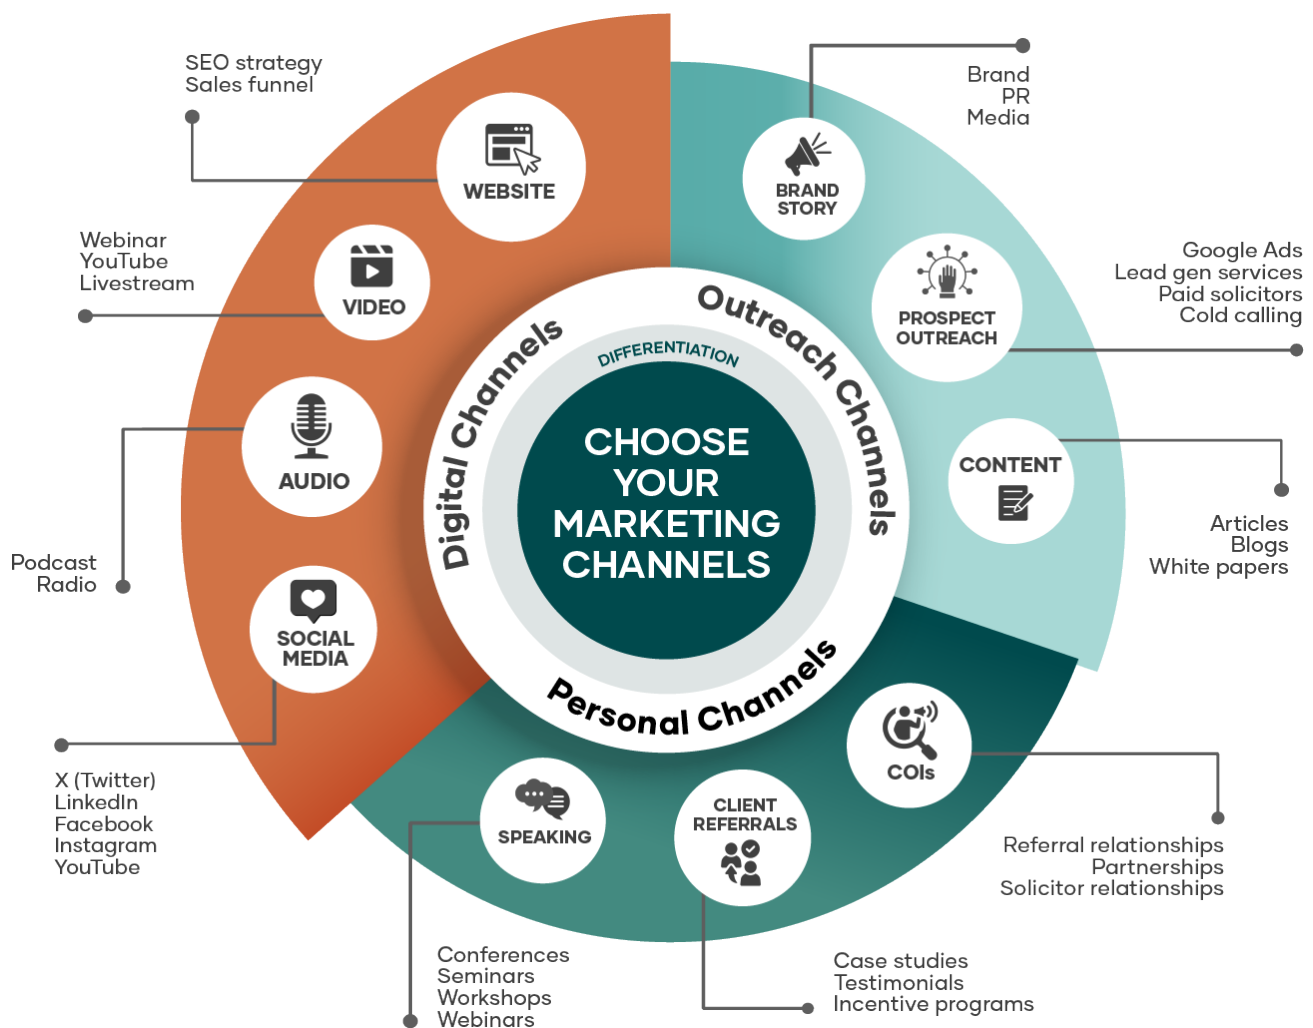 SEO strategy
Sales funnel
WEBSITE
Webinar
YouTube
Livestream
VIDEO
AUDIO
Podcast
Radio
SOCIAL
MEDIA
X (Twitter)
LinkedIn
Facebook
Instagram
YouTube
Digital Channels
Brand
PR
Media
BRAND
STORY
Google Ads
Lead gen services
Paid solicitors
Cold calling
PROSPECT
OUTREACH
CONTENT
Articles
Blogs
White papers
Outreach Channels
DIFFERENTIATION
CHOOSE
YOUR
MARKETING
CHANNELS
Personal Channels
COIs
Referral relationships
Partnerships
Solicitor relationships
CLIENT
REFERRALS
Case studies
Testimonials
Incentive programs
SPEAKING
Conferences
Seminars
Workshops
Webinars